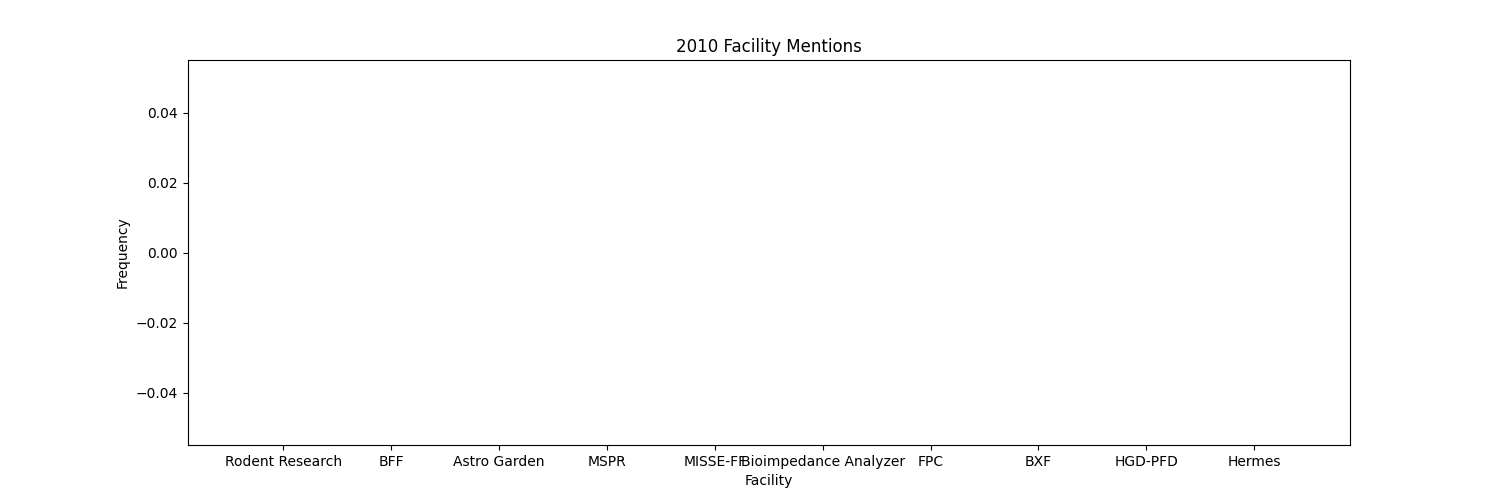 2010 Facility Mentions
0.04
0.02
0.00
−0.02
−0.04
Frequency
Rodent Research BFF Astro Garden MSPR MISSE-FF Bioimpedance Analyzer FPC BXF HGD-PFD Hermes
Facility